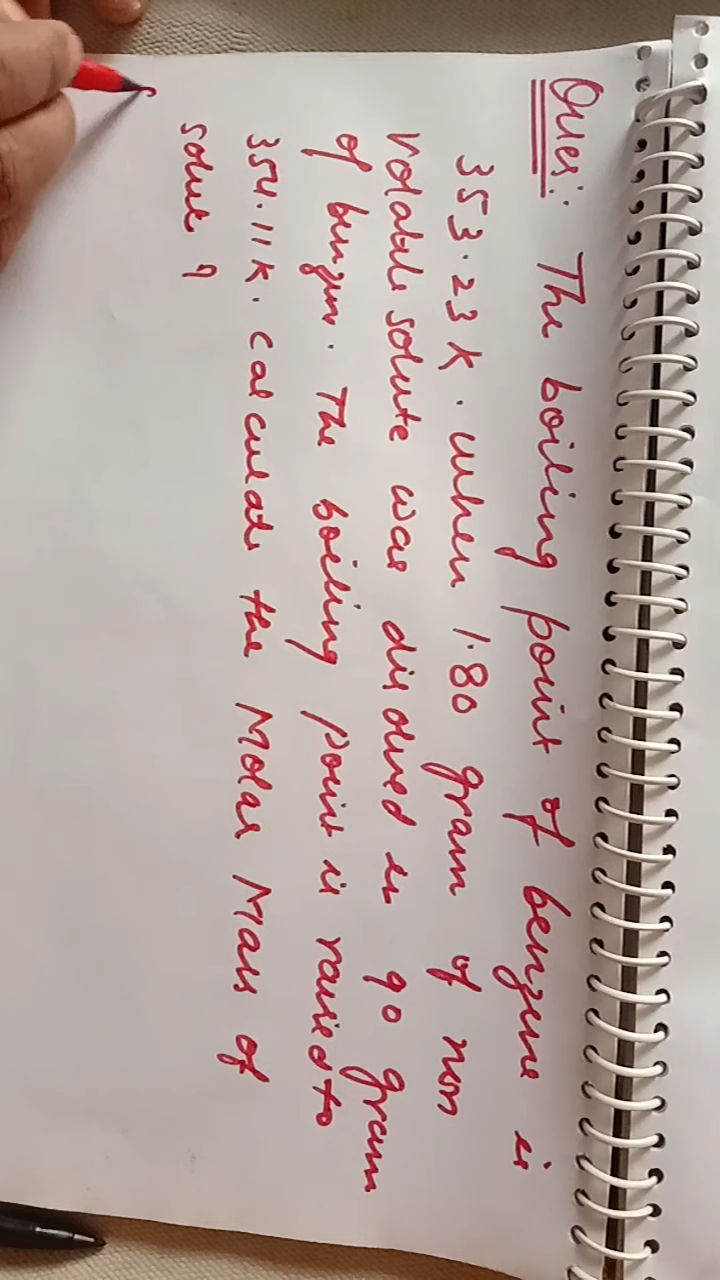 Ques:- The boiling point of benzene is
353.23 K. when 1.80 gram of non
Volatile solute was disolved in 90 gram
of benzene. The boiling point is raised to
354.11 K. calculate the Molar Mass of
solute ?